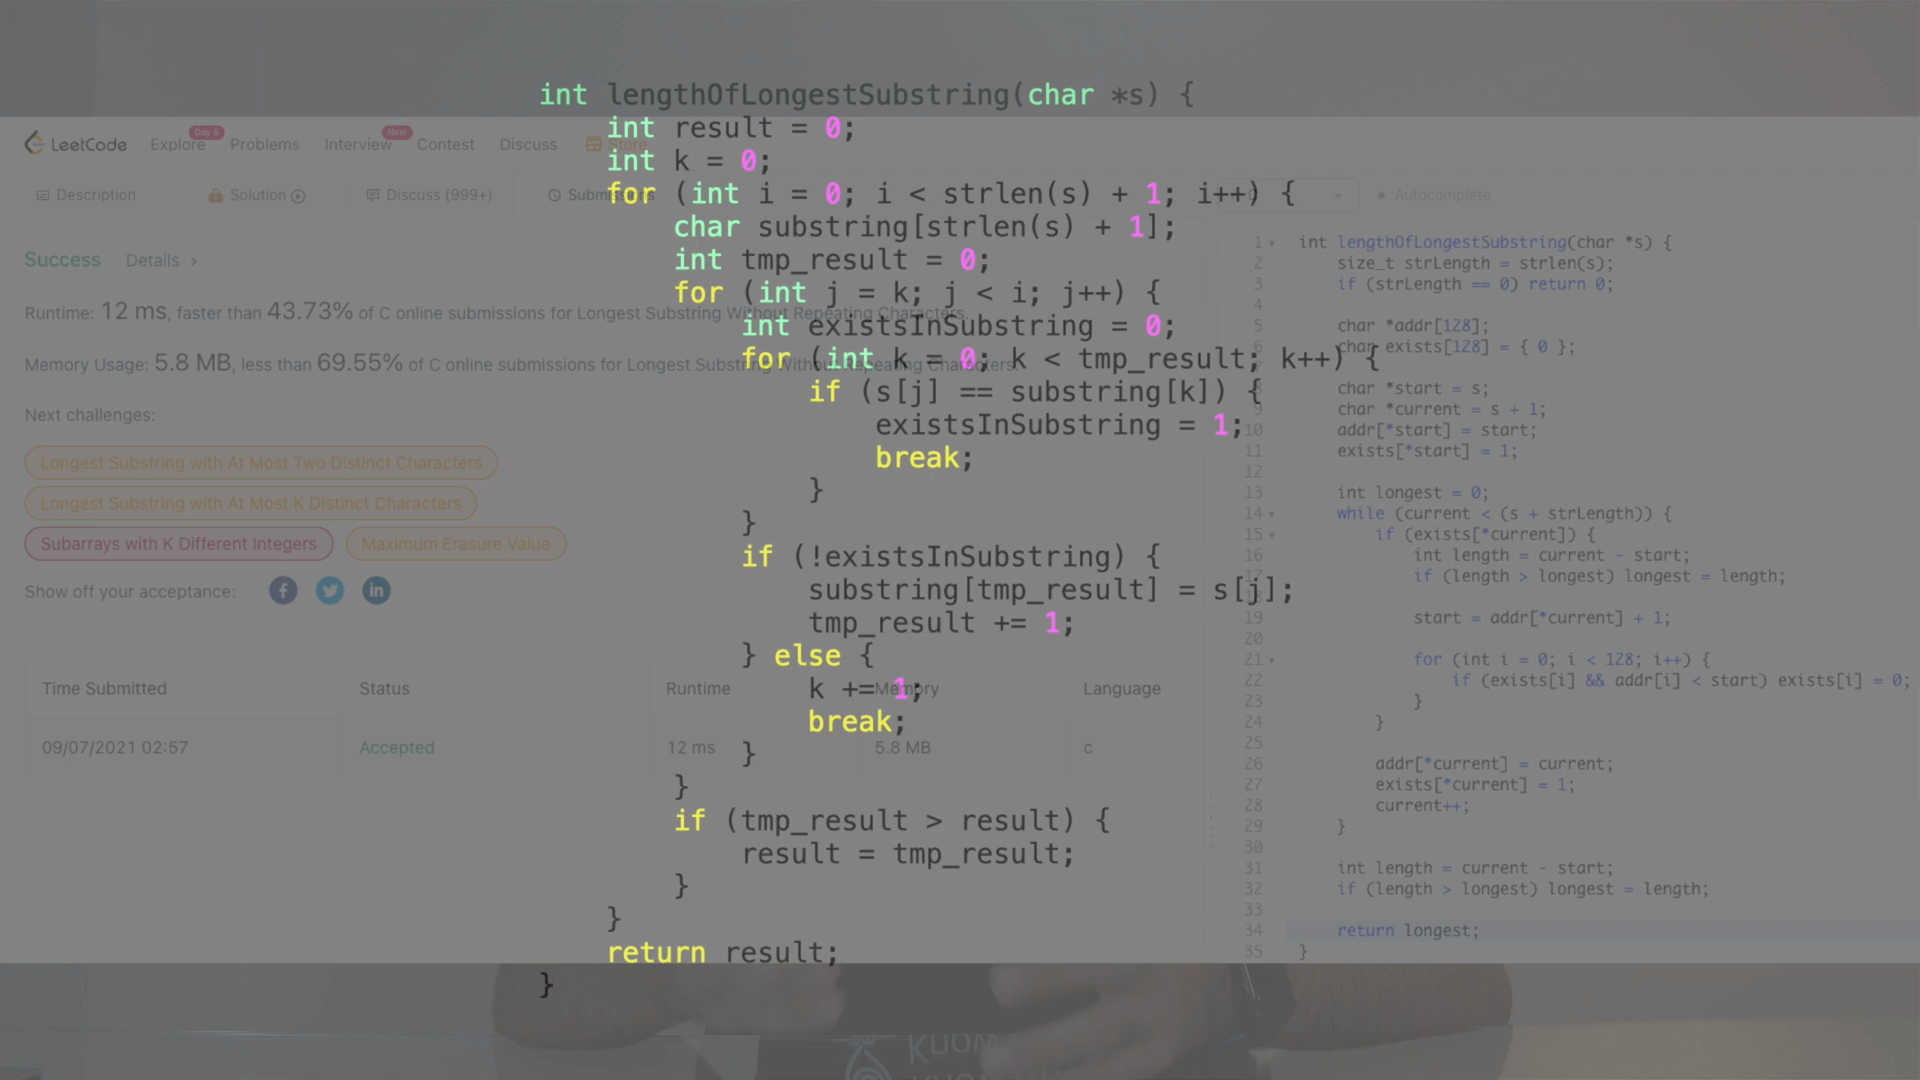 int lengthOfLongestSubstring(char *s) {
int result = 0;
int k = 0;
for (int i = 0; i < strlen(s) + 1; i++) {
char substring[strlen(s) + 1];
int tmp_result = 0;
for (int j = k; j < i; j++) {
int existsInSubstring = 0;
for (int k = 0; k < tmp_result; k++) {
if (s[j] == substring[k]) {
existsInSubstring = 1;
break;
}
}
if (!existsInSubstring) {
substring[tmp_result] = s[j];
tmp_result += 1;
} else {
k += 1;
break;
}
}
if (tmp_result > result) {
result = tmp_result;
}
}
return result;
}
LeetCode Explore Day 6 Problems Interview New Contest Discuss Store
Description Solution Discuss (999+)
Autocomplete
Success Details >
Runtime: 12 ms, faster than 43.73% of C online submissions for Longest Substring Without Repeating Characters.
Memory Usage: 5.8 MB, less than 69.55% of C online submissions for Longest Substring Without Repeating Characters.
Next challenges:
Longest Substring with At Most Two Distinct Characters
Longest Substring with At Most K Distinct Characters
Subarrays with K Different Integers Maximum Erasure Value
Show off your acceptance:
Time Submitted Status Runtime Memory Language
09/07/2021 02:57 Accepted 12 ms 5.8 MB c
1 int lengthOfLongestSubstring(char *s) {
2 size_t strLength = strlen(s);
3 if (strLength == 0) return 0;
4
5 char *addr[128];
6 char exists[128] = { 0 };
8 char *start = s;
9 char *current = s + 1;
10 addr[*start] = start;
11 exists[*start] = 1;
12
13 int longest = 0;
14 while (current < (s + strLength)) {
15 if (exists[*current]) {
16 int length = current - start;
17 if (length > longest) longest = length;
19 start = addr[*current] + 1;
20
21 for (int i = 0; i < 128; i++) {
22 if (exists[i] && addr[i] < start) exists[i] = 0;
23 }
24 }
25
26 addr[*current] = current;
27 exists[*current] = 1;
28 current++;
29 }
30
31 int length = current - start;
32 if (length > longest) longest = length;
33
34 return longest;
35 }